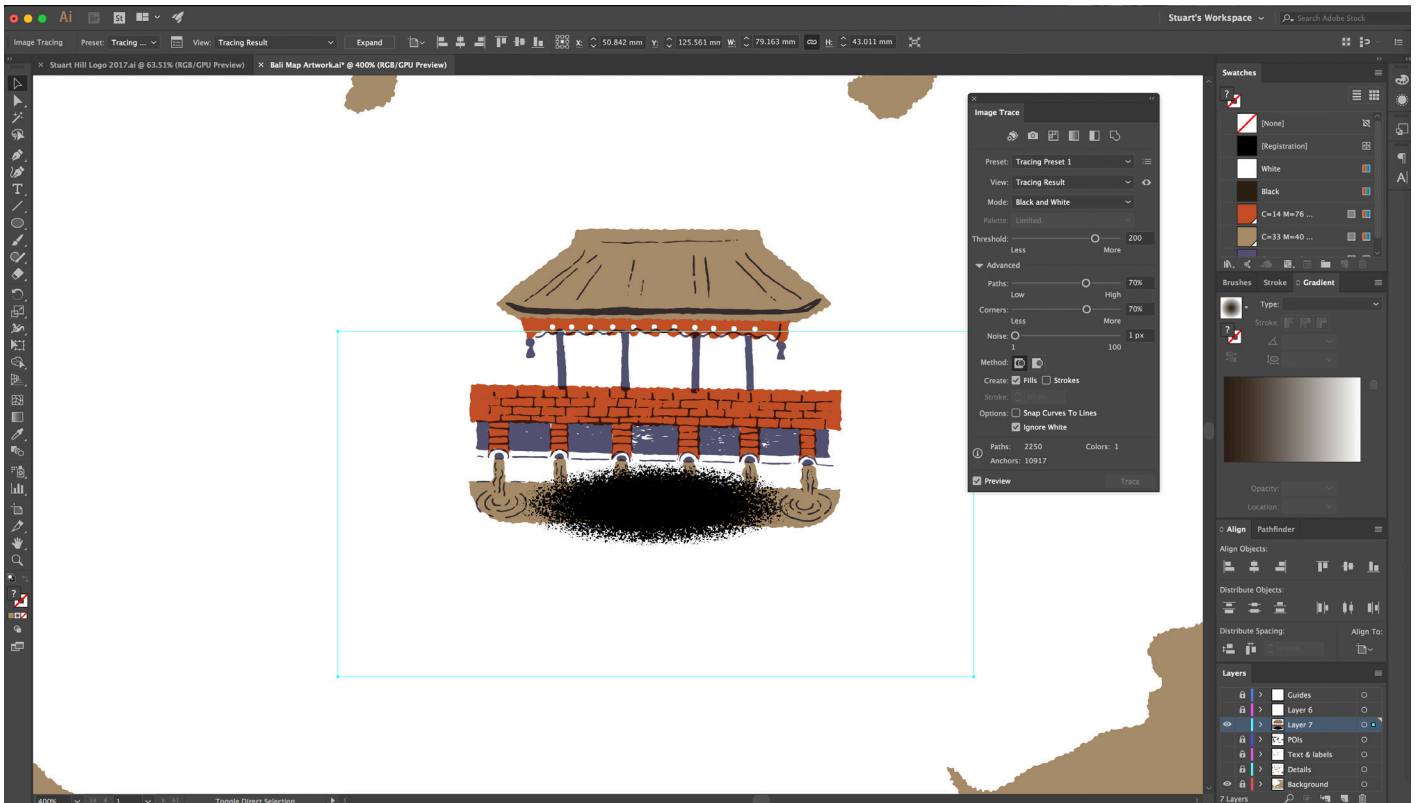 Ai Br St Stuart's Workspace Search Adobe Stock
Image Tracing Preset: Tracing ... View: Tracing Result Expand X: 50.842 mm Y: 125.561 mm W: 79.163 mm H: 43.011 mm
× Stuart Hill Logo 2017.ai @ 63.51% (RGB/GPU Preview) × Bali Map Artwork.ai* @ 400% (RGB/GPU Preview)
Image Trace
Preset: Tracing Preset 1
View: Tracing Result
Mode: Black and White
Palette: Limited
Threshold: 200
Less More
Advanced
Paths: 70%
Low High
Corners: 70%
Less More
Noise: 1 px
1 100
Method:
Create: Fills Strokes
Stroke:
Options: Snap Curves To Lines
Ignore White
Paths: 2250 Colors: 1
Anchors: 10917
Preview Trace
Swatches
[None]
[Registration]
White
Black
C=14 M=76 ...
C=33 M=40 ...
Brushes Stroke Gradient
Type:
Stroke:
Opacity:
Location:
Align Pathfinder
Align Objects:
Distribute Objects:
Distribute Spacing: Align To:
Layers
Guides
Layer 6
Layer 7
POIs
Text & labels
Details
Background
7 Layers
400% 1 Toggle Direct Selection